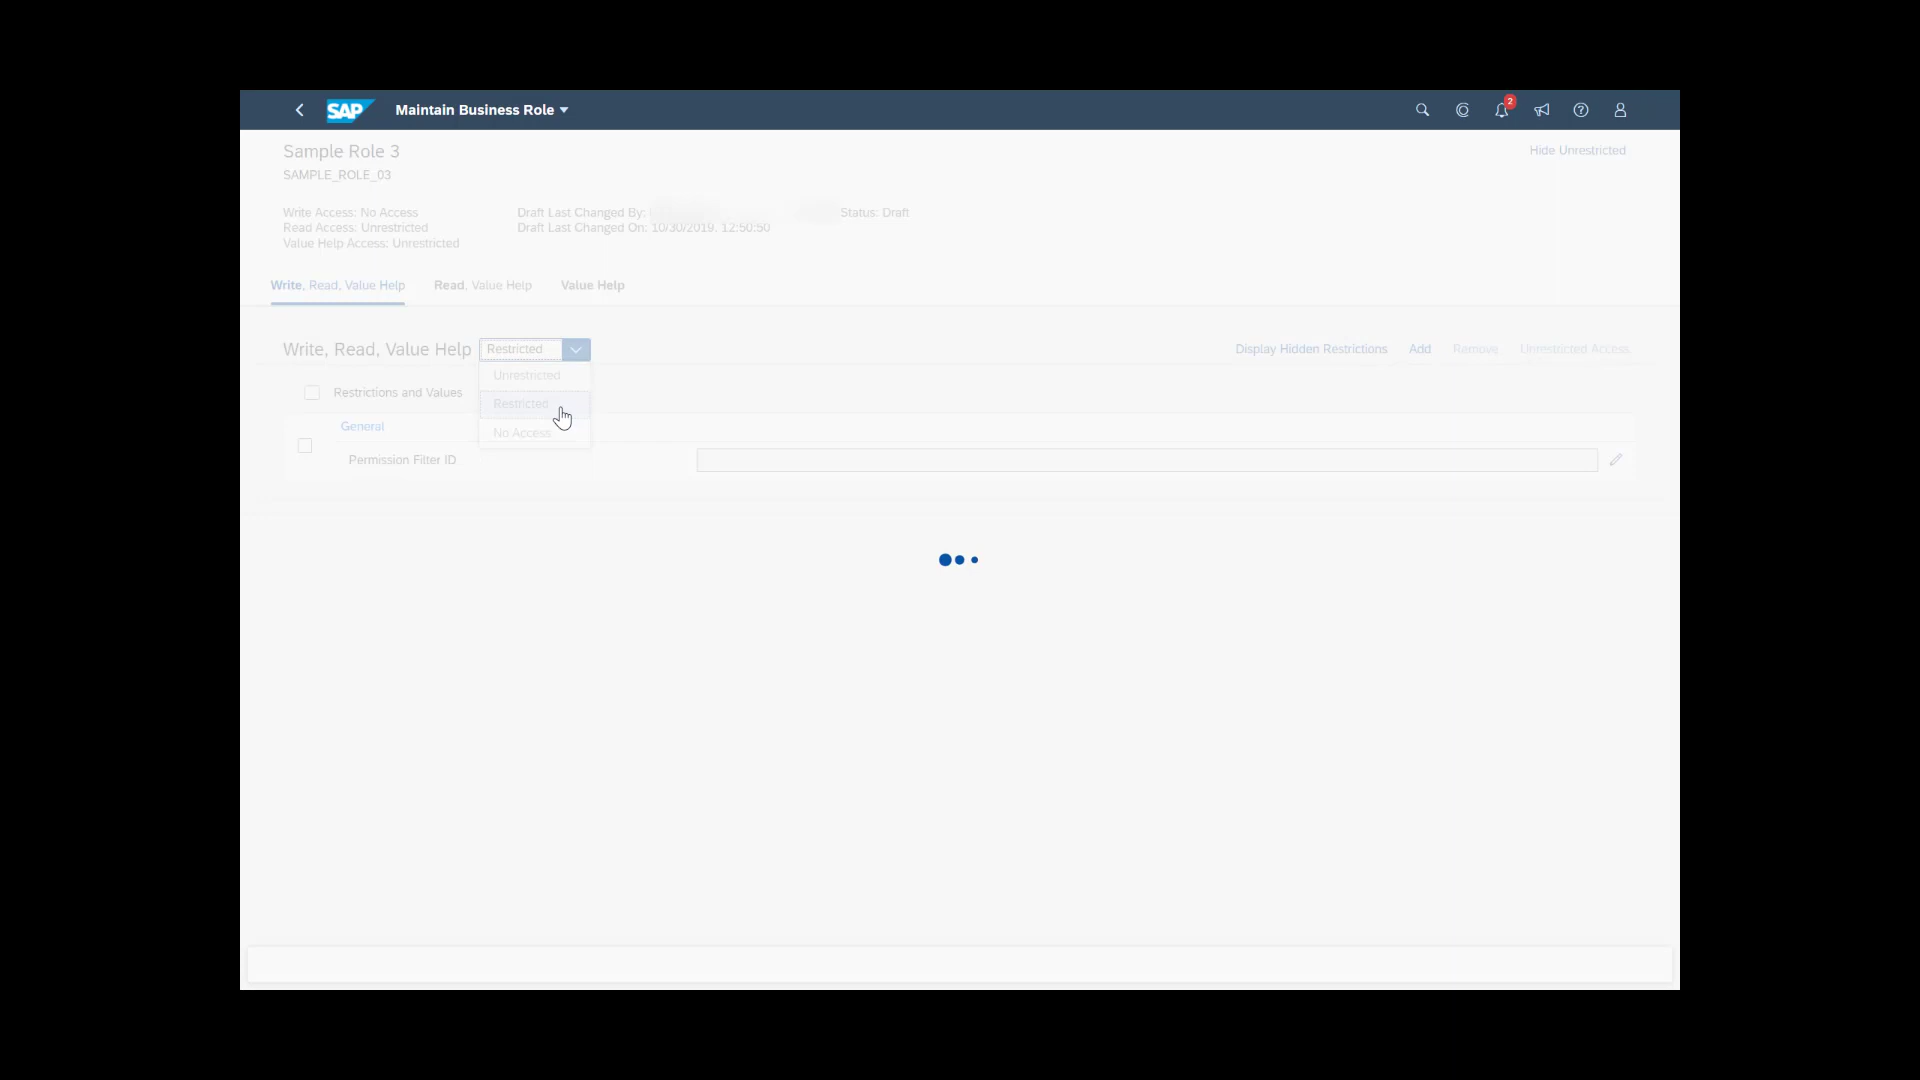 SAP Maintain Business Role
2
Sample Role 3
Hide Unrestricted
SAMPLE_ROLE_03
Write Access: No Access
Read Access: Unrestricted
Value Help Access: Unrestricted
Draft Last Changed By:
Draft Last Changed On: 10/30/2019, 12:50:50
Status: Draft
Write, Read, Value Help
Read, Value Help
Value Help
Write, Read, Value Help
Restricted
Display Hidden Restrictions
Add
Remove
Unrestricted Access
Unrestricted
Restricted
No Access
Restrictions and Values
General
Permission Filter ID